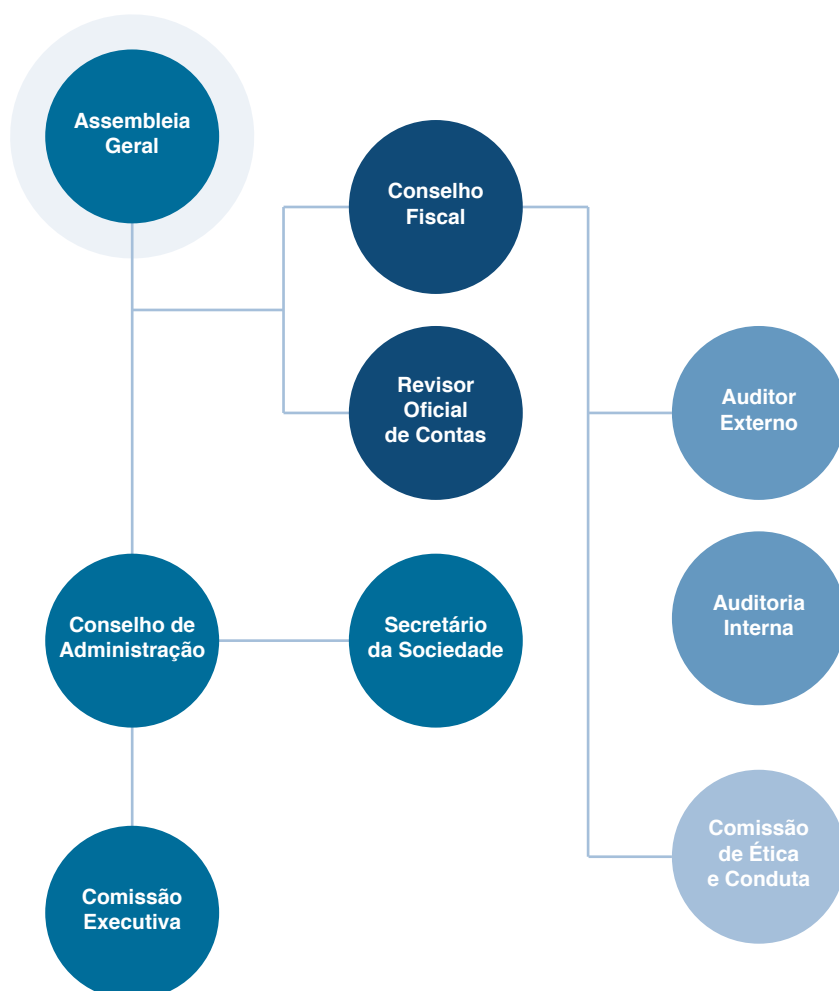 Assembleia
Geral
Conselho
Fiscal
Revisor
Oficial
de Contas
Auditor
Externo
Conselho de
Administração
Secretário
da Sociedade
Auditoria
Interna
Comissão
de Ética
e Conduta
Comissão
Executiva